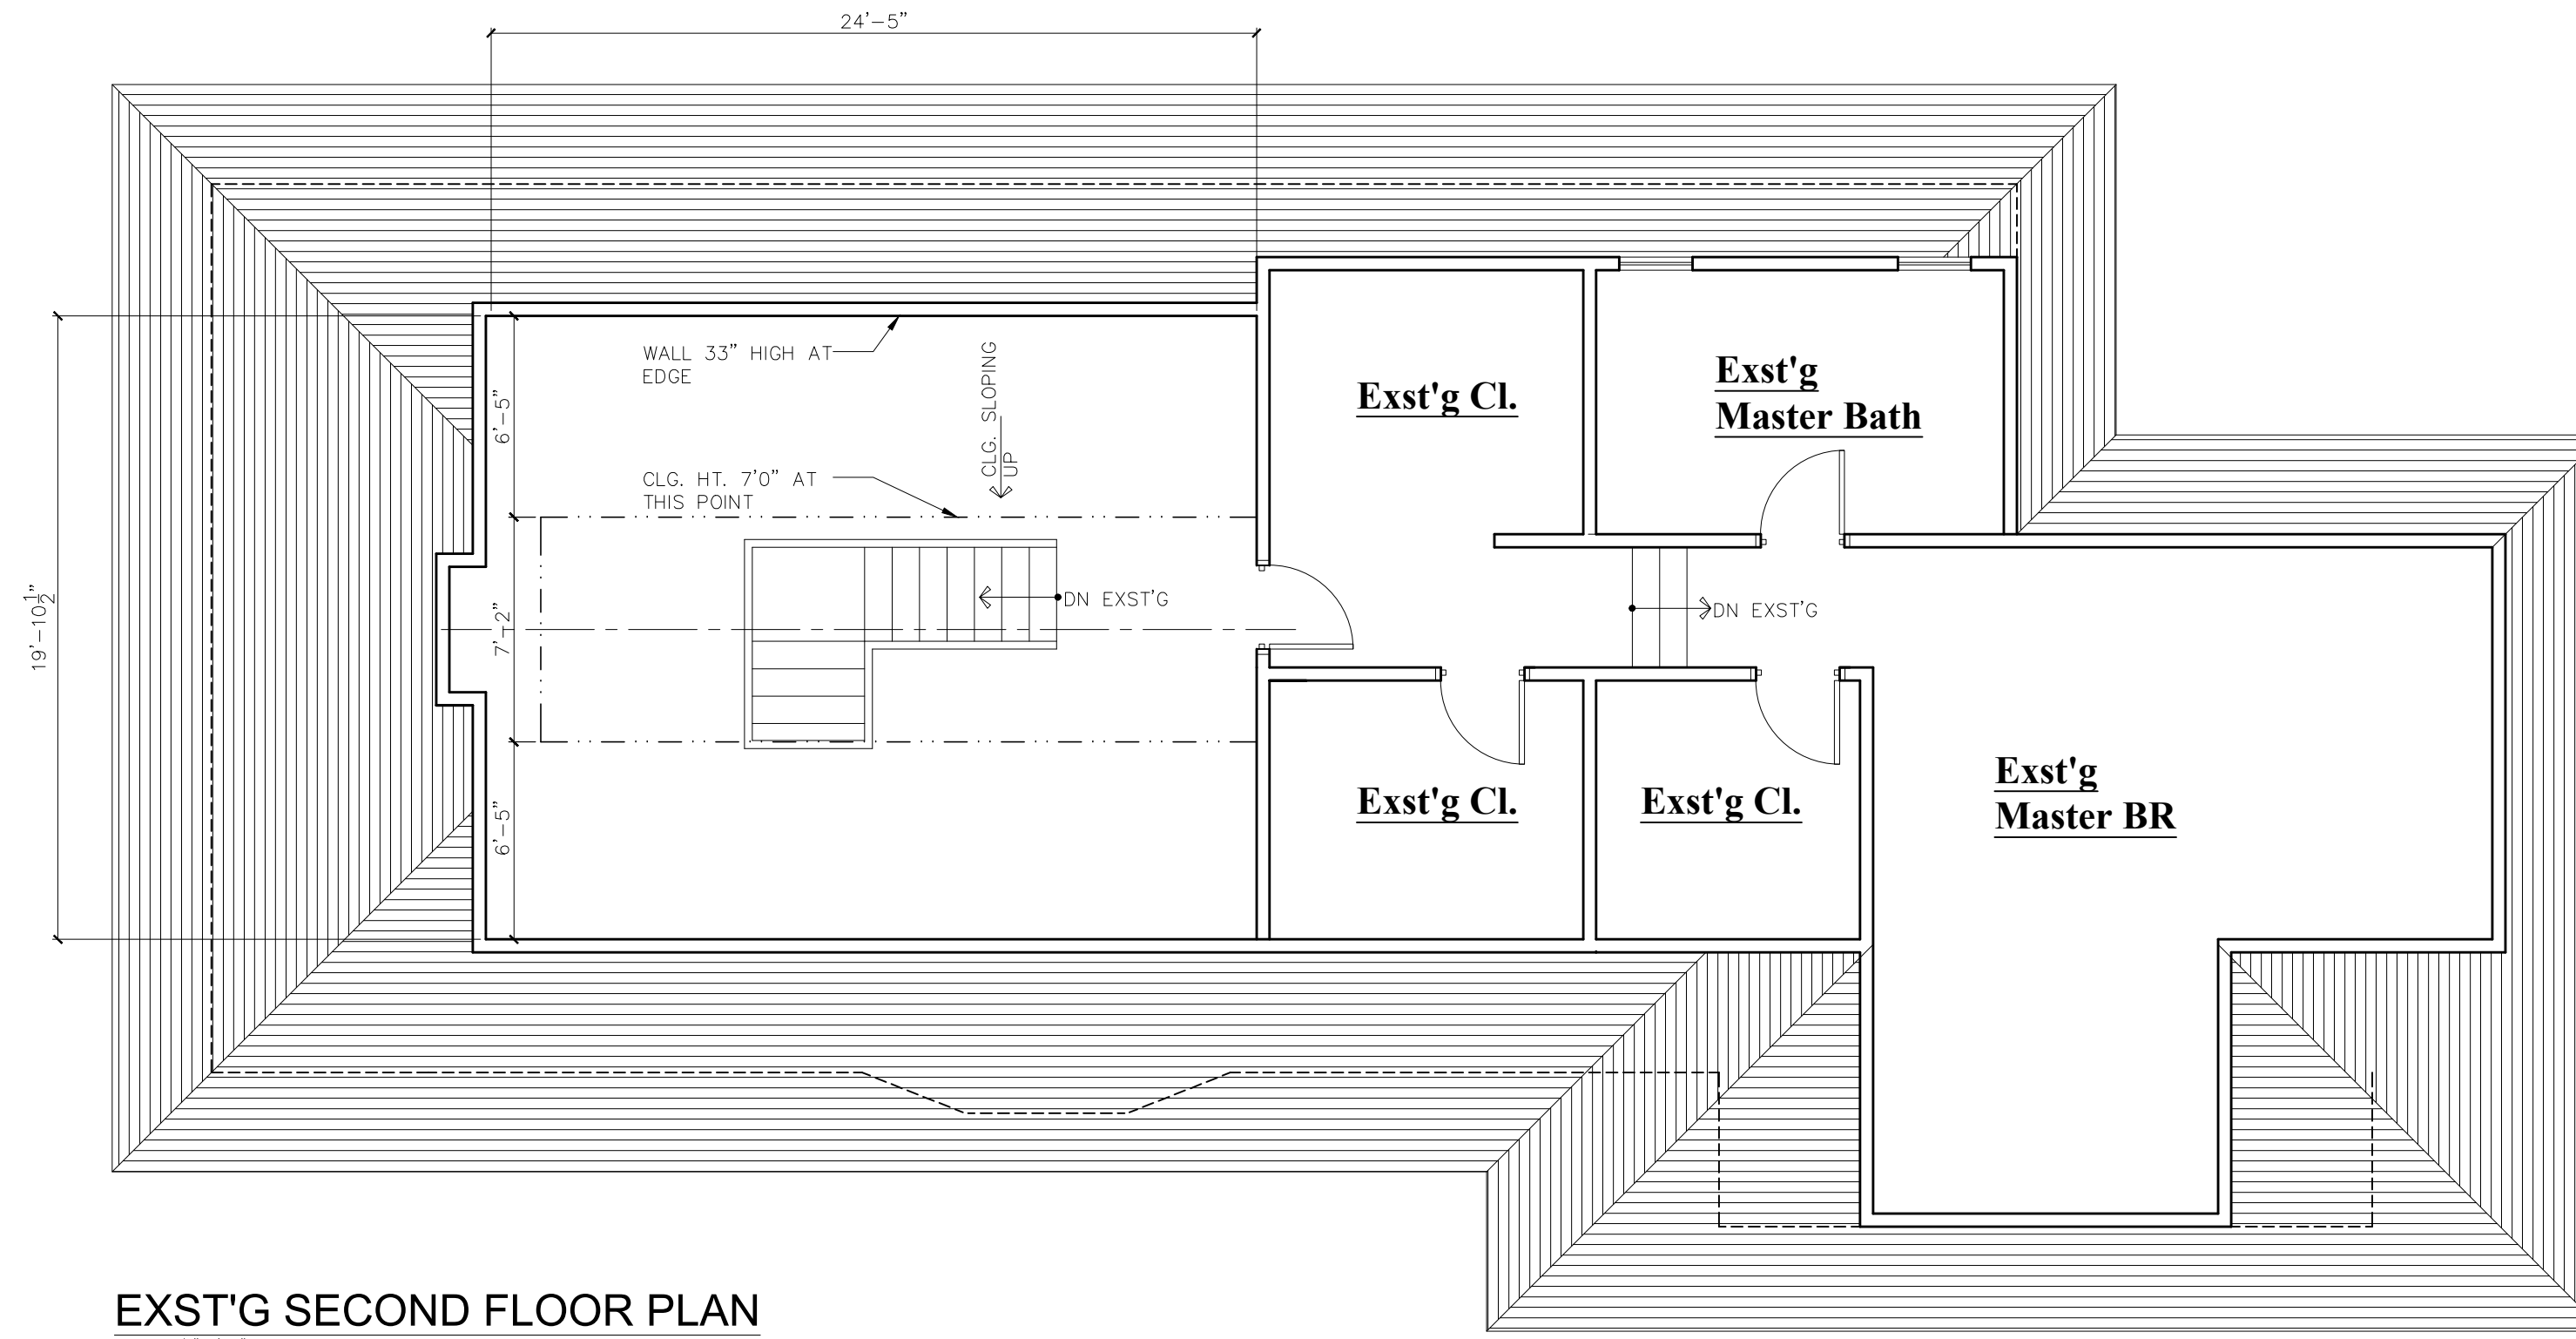 24'-5"
WALL 33" HIGH AT
EDGE
CLG. SLOPING
UP
6'-5"
CLG. HT. 7'0" AT
THIS POINT
Exst'g Cl.
Exst'g
Master Bath
19'-10 1/2"
7'-2"
DN EXST'G
DN EXST'G
6'-5"
Exst'g Cl.
Exst'g Cl.
Exst'g
Master BR
EXST'G SECOND FLOOR PLAN